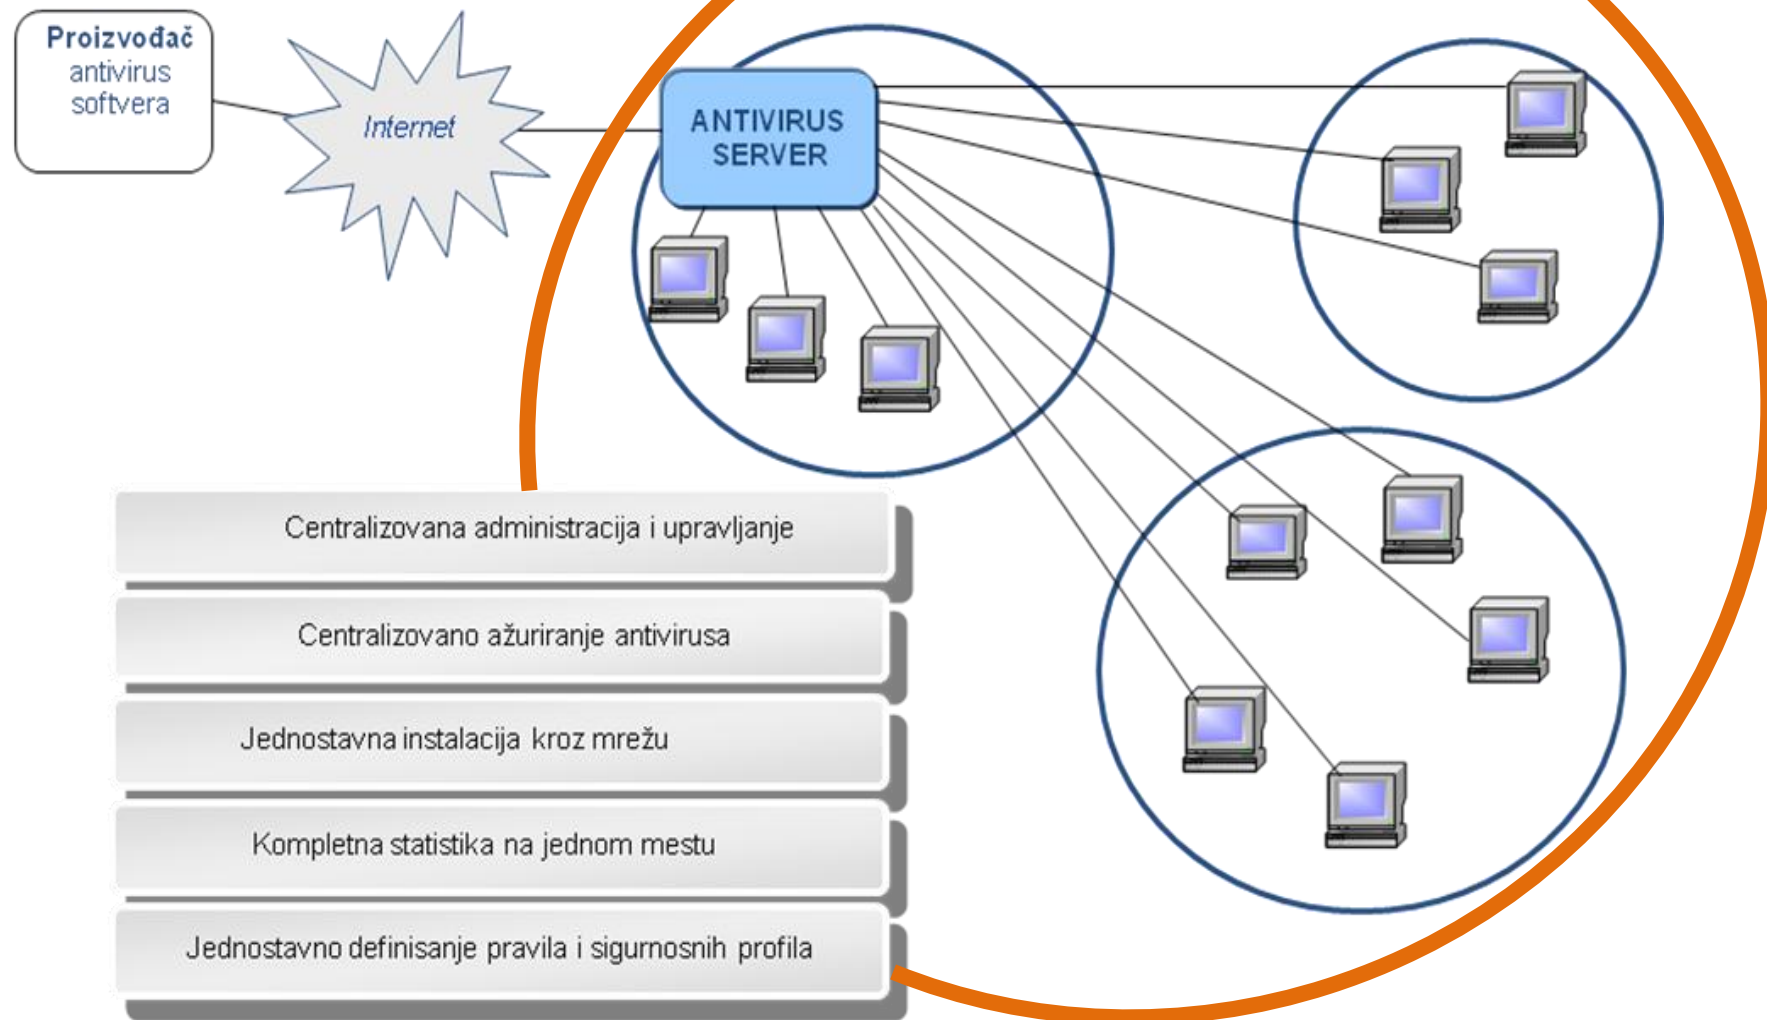 Proizvođač
antivirus
softvera
Internet
ANTIVIRUS
SERVER
Centralizovana administracija i upravljanje
Centralizovano ažuriranje antivirusa
Jednostavna instalacija kroz mrežu
Kompletna statistika na jednom mestu
Jednostavno definisanje pravila i sigurnosnih profila